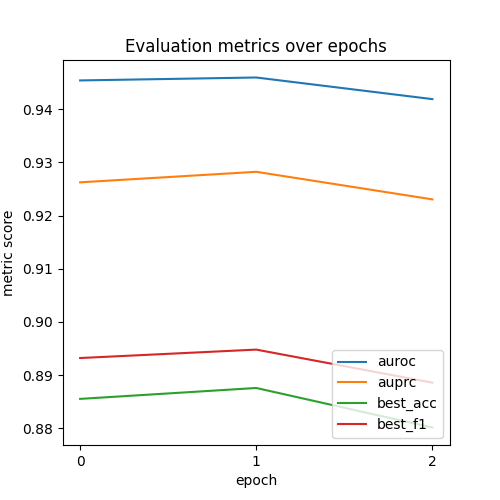 Evaluation metrics over epochs
metric score
0.94
0.93
0.92
0.91
0.90
0.89
0.88
auroc
auprc
best_acc
best_f1
0 1 2
epoch